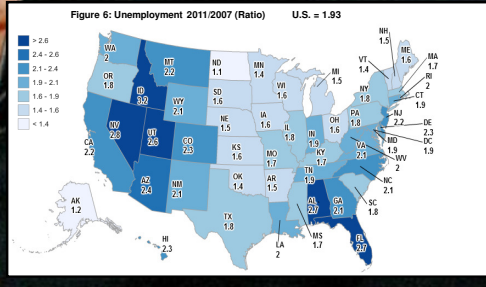 Figure 6: Unemployment 2011/2007 (Ratio) U.S. = 1.93
> 2.6
2.4 - 2.6
2.1 - 2.4
1.9 - 2.1
1.6 - 1.9
1.4 - 1.6
< 1.4
WA
2
OR
1.8
CA
2.2
NV
2.8
ID
3.2
MT
2.2
WY
2.1
UT
2.6
AZ
2.4
CO
2.3
NM
2.1
ND
1.1
SD
1.6
NE
1.5
KS
1.6
OK
1.4
TX
1.8
MN
1.4
IA
1.6
MO
1.7
AR
1.5
LA
2
WI
1.6
IL
1.8
MS
1.7
MI
1.5
IN
1.9
KY
1.7
TN
1.9
AL
2.7
OH
1.6
GA
2.1
FL
2.7
SC
1.8
NC
2.1
VA
2.1
WV
2
PA
1.8
NY
1.8
VT
1.4
NH
1.5
ME
1.6
MA
1.7
RI
2
CT
1.9
NJ
2.2
DE
2.3
DC
1.9
MD
1.9
AK
1.2
HI
2.3